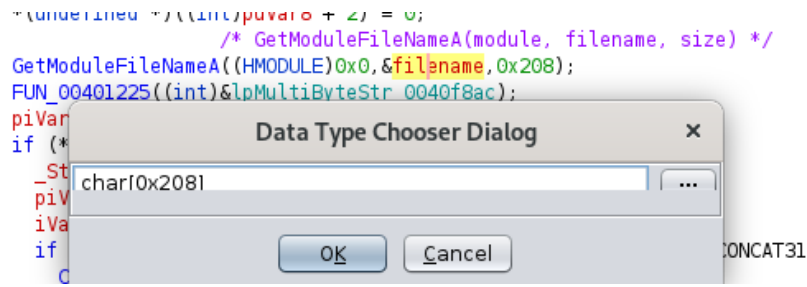 *(undefined *)((int)puVar8 + 2) = 0;
/* GetModuleFileNameA(module, filename, size) */
GetModuleFileNameA((HMODULE)0x0,&filename,0x208);
FUN_00401225((int)&lpMultiByteStr_0040f8ac);
piVar
if (*
Data Type Chooser Dialog ×
_St
char[0x208] ...
piV
iVa
if OK Cancel CONCAT31